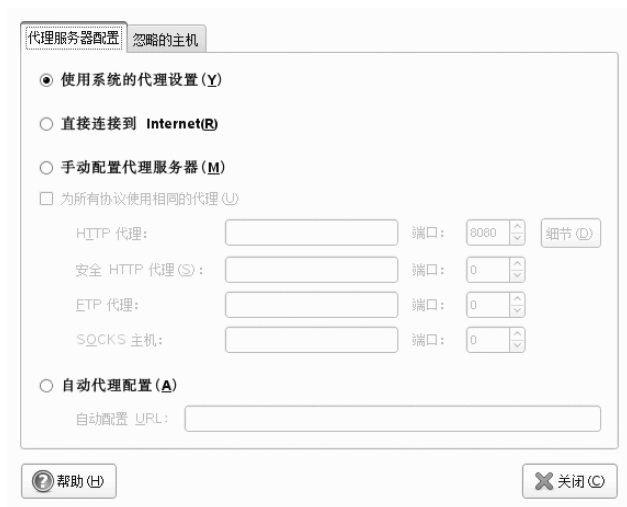 代理服务器配置 忽略的主机
使用系统的代理设置(Y)
直接连接到 Internet(R)
手动配置代理服务器(M)
为所有协议使用相同的代理(U)
HTTP 代理: 端口: 8080 细节(D)
安全 HTTP 代理(S): 端口: 0
FTP 代理: 端口: 0
SOCKS 主机: 端口: 0
自动代理配置(A)
自动配置 URL:
帮助(H) 关闭(C)